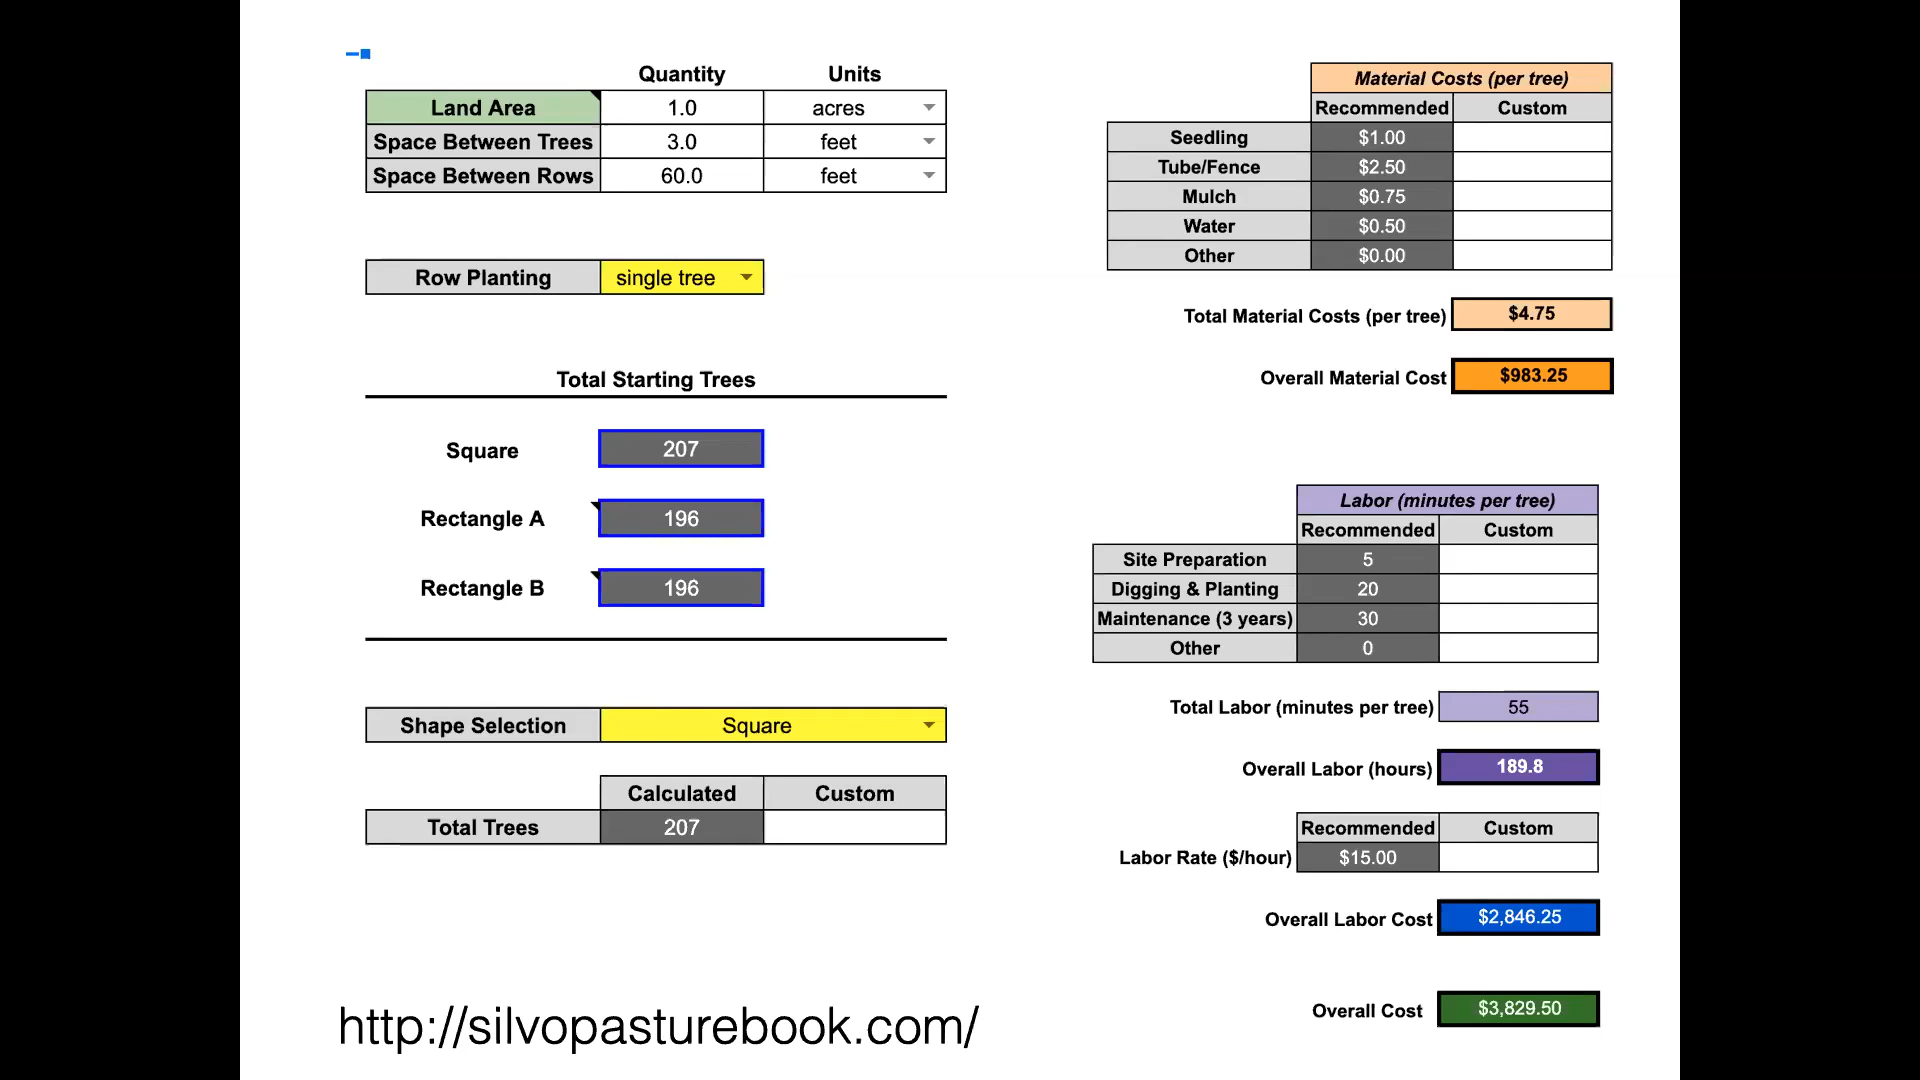 Quantity Units
Land Area 1.0 acres
Space Between Trees 3.0 feet
Space Between Rows 60.0 feet
Row Planting single tree
Total Starting Trees
Square 207
Rectangle A 196
Rectangle B 196
Shape Selection Square
Calculated Custom
Total Trees 207
http://silvopasturebook.com/
Material Costs (per tree)
Recommended Custom
Seedling $1.00
Tube/Fence $2.50
Mulch $0.75
Water $0.50
Other $0.00
Total Material Costs (per tree) $4.75
Overall Material Cost $983.25
Labor (minutes per tree)
Recommended Custom
Site Preparation 5
Digging & Planting 20
Maintenance (3 years) 30
Other 0
Total Labor (minutes per tree) 55
Overall Labor (hours) 189.8
Recommended Custom
Labor Rate ($/hour) $15.00
Overall Labor Cost $2,846.25
Overall Cost $3,829.50